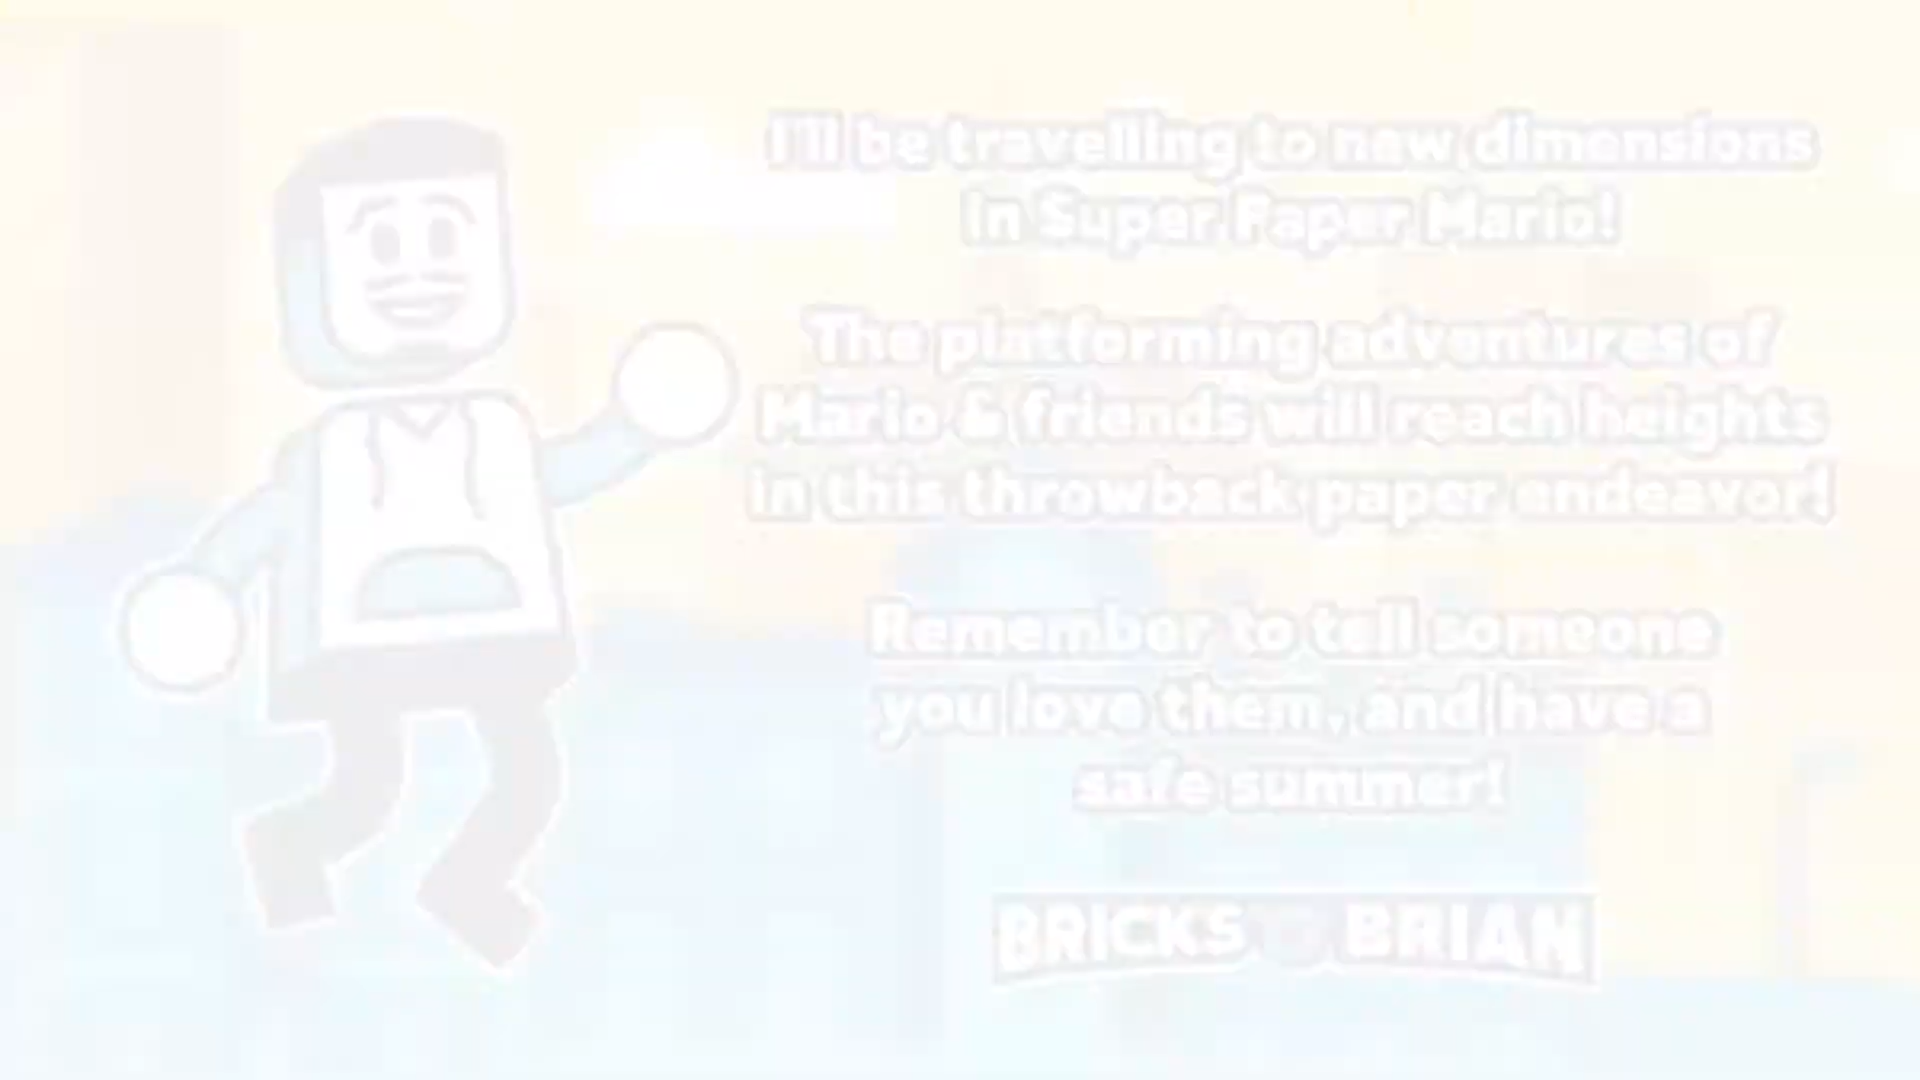 I'll be travelling to new dimensions
in Super Paper Mario!
The platforming adventures of
Mario & friends will reach heights
in this throwback paper endeavor!
Remember to tell someone
you love them, and have a
safe summer!
BRICKS BRIAN